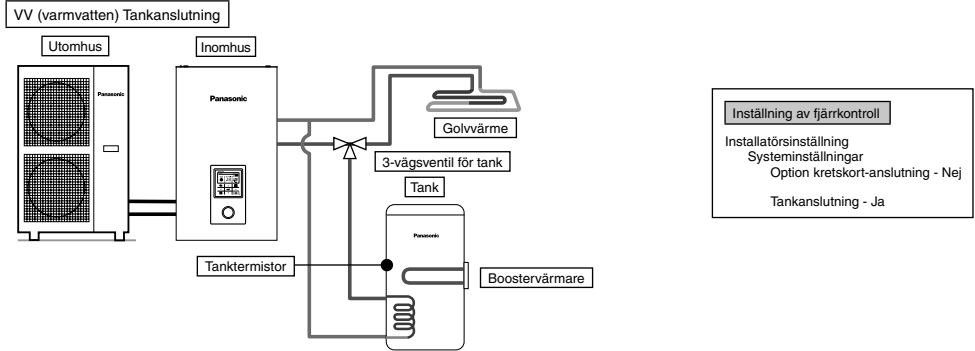 VV (varmvatten) Tankanslutning
Utomhus
Inomhus
Panasonic
Panasonic
Golvvärme
3-vägsventil för tank
Tank
Panasonic
Tanktermistor
Boostervärmare
Inställning av fjärrkontroll
Installatörsinställning
Systeminställningar
Option kretskort-anslutning - Nej
Tankanslutning - Ja